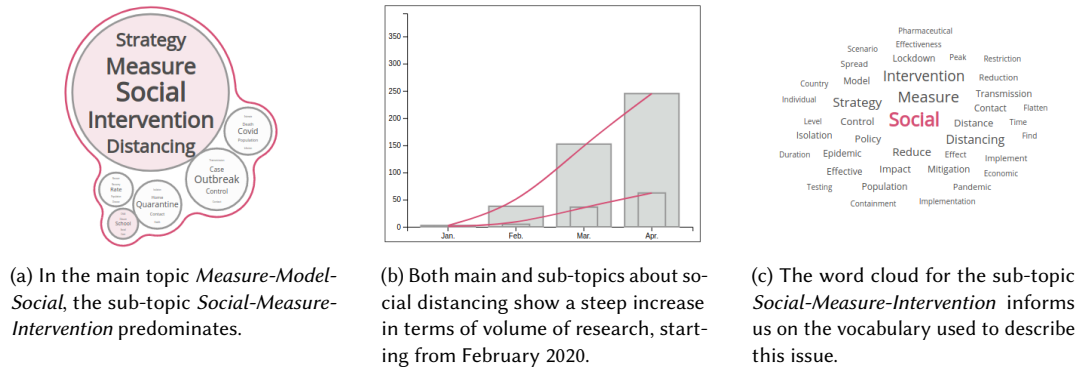 Strategy
Measure
Social
Intervention
Distancing
Covid
Case
Outbreak
Control
Rate
Home
Quarantine
Contact
School
350
300
250
200
150
100
50
0
Jan.
Feb.
Mar.
Apr.
Pharmaceutical
Scenario Effectiveness
Lockdown Peak Restriction
Spread
Country Model Intervention Reduction
Individual Strategy Measure Transmission
Contact Flatten
Level Control Social Distance Time
Isolation Policy Distancing Find
Duration Epidemic Reduce Effect Implement
Effective Impact Mitigation Economic
Testing Population Pandemic
Containment Implementation
(a) In the main topic Measure-Model-
Social, the sub-topic Social-Measure-
Intervention predominates.
(b) Both main and sub-topics about so-
cial distancing show a steep increase
in terms of volume of research, start-
ing from February 2020.
(c) The word cloud for the sub-topic
Social-Measure-Intervention informs
us on the vocabulary used to describe
this issue.